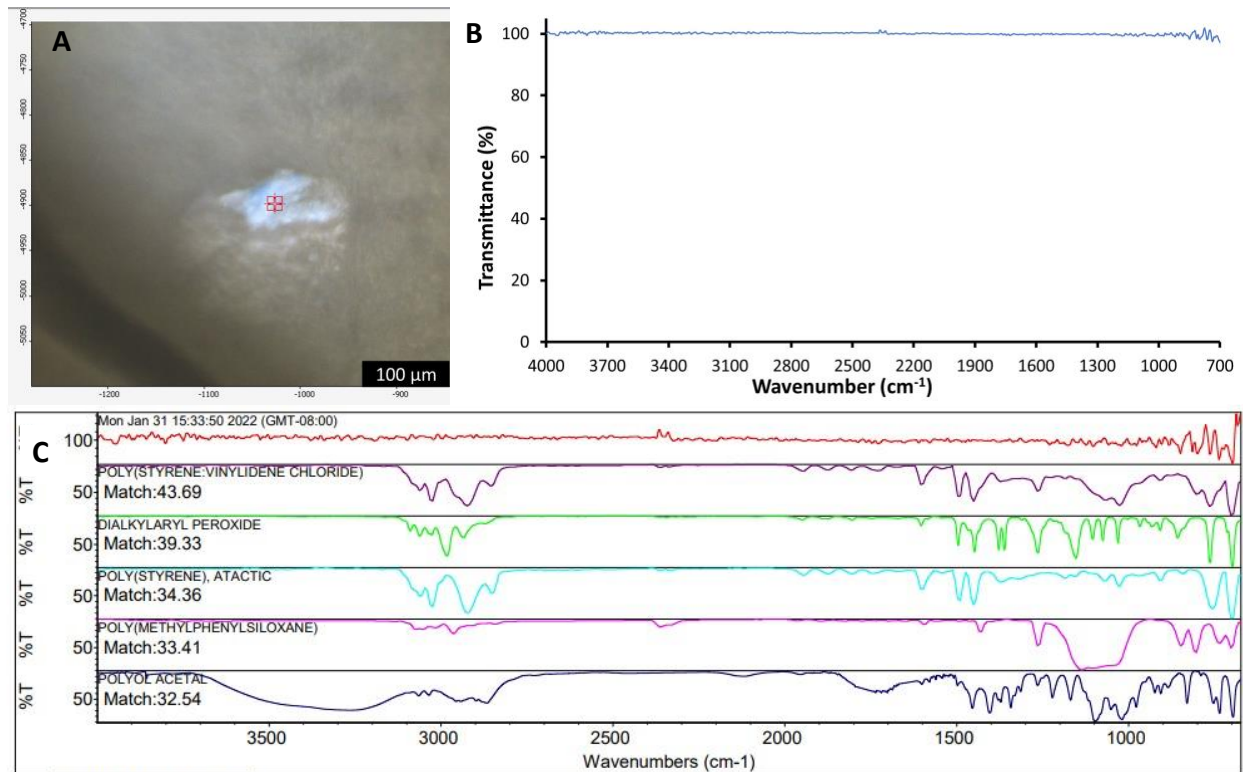 A
-4700
-4750
-4800
-4850
-4900
-4950
-5000
-5050
-1200 -1100 -1000 -900
100 µm
B
Transmittance (%)
100
80
60
40
20
0
4000 3700 3400 3100 2800 2500 2200 1900 1600 1300 1000 700
Wavenumber (cm-1)
C
Mon Jan 31 15:33:50 2022 (GMT-08:00)
100
POLY(STYRENE:VINYLIDENE CHLORIDE)
Match:43.69
%T
50
DIALKYLARYL PEROXIDE
Match:39.33
%T
50
POLY(STYRENE), ATACTIC
Match:34.36
%T
50
POLY(METHYLPHENYLSILOXANE)
Match:33.41
%T
50
POLYOL ACETAL
Match:32.54
%T
50
3500 3000 2500 2000 1500 1000
Wavenumbers (cm-1)